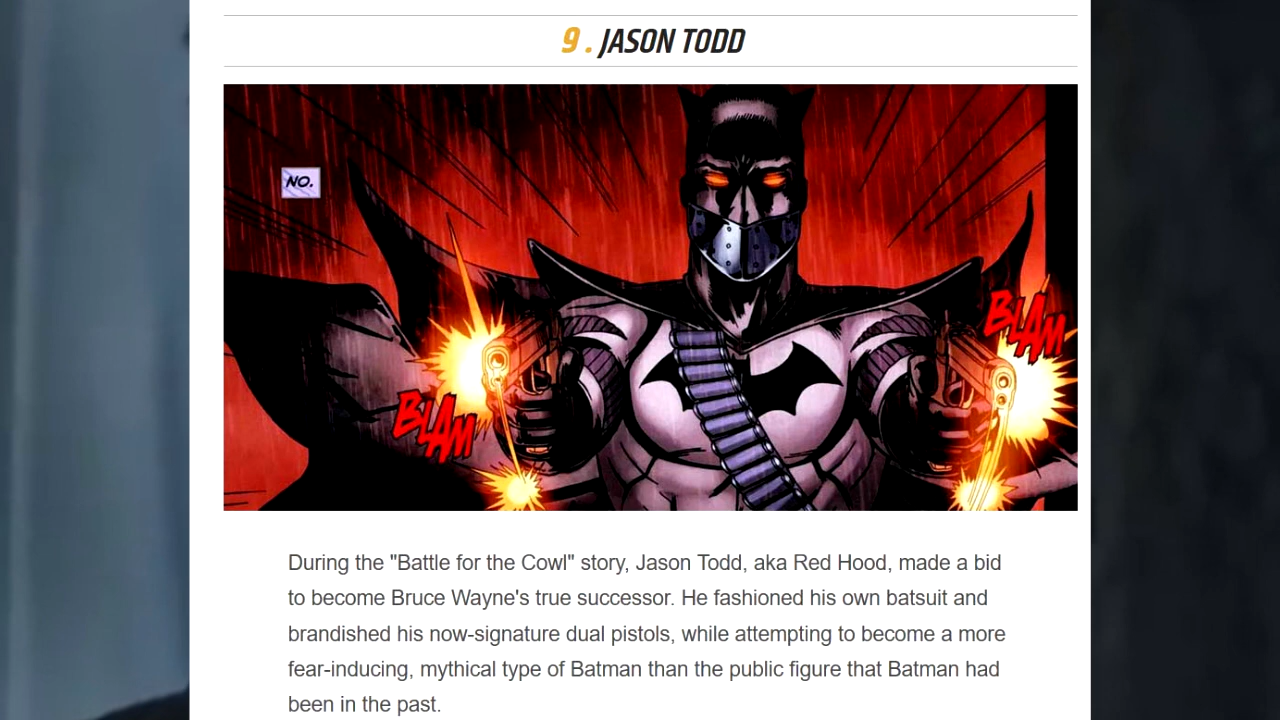 9 . JASON TODD
NO.
BLAM
BLAM
During the "Battle for the Cowl" story, Jason Todd, aka Red Hood, made a bid
to become Bruce Wayne's true successor. He fashioned his own batsuit and
brandished his now-signature dual pistols, while attempting to become a more
fear-inducing, mythical type of Batman than the public figure that Batman had
been in the past.